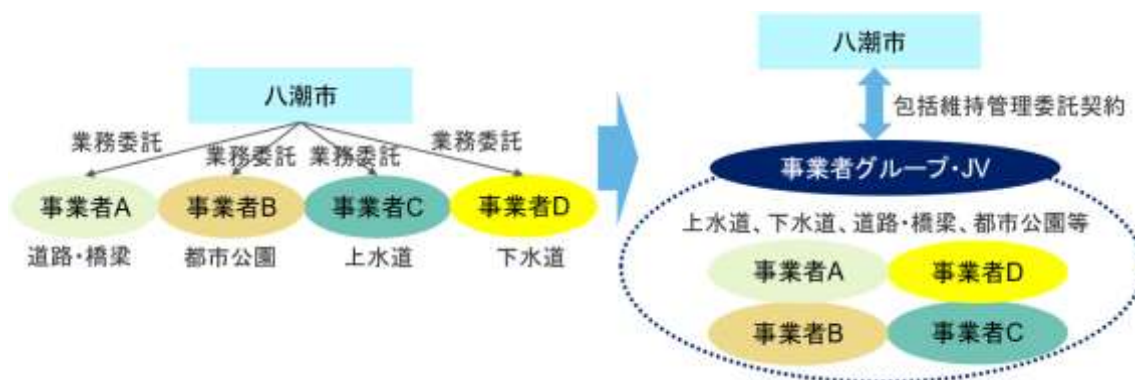 八潮市
業務委託
業務委託
業務委託
業務委託
事業者A
事業者B
事業者C
事業者D
道路・橋梁
都市公園
上水道
下水道
八潮市
包括維持管理委託契約
事業者グループ・JV
上水道、下水道、道路・橋梁、都市公園等
事業者A
事業者D
事業者B
事業者C